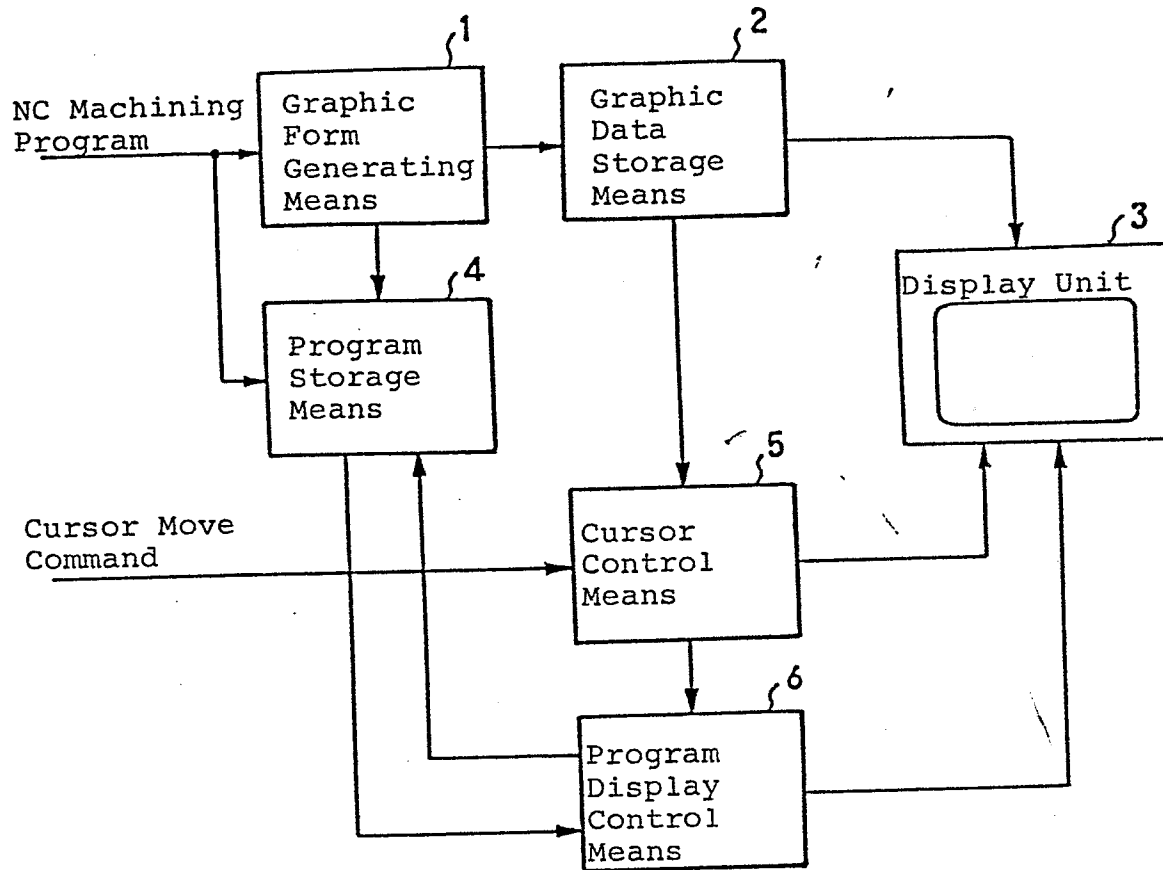 1
2
NC Machining
Program
Graphic
Form
Generating
Means
Graphic
Data
Storage
Means
3
Display Unit
4
Program
Storage
Means
5
Cursor Move
Command
Cursor
Control
Means
6
Program
Display
Control
Means